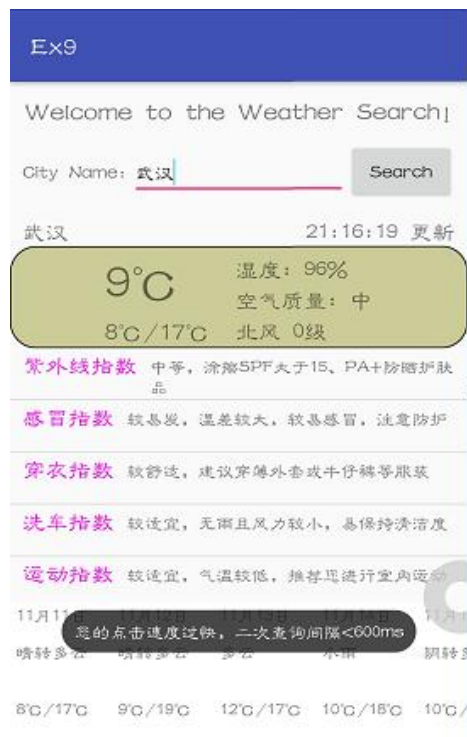 Ex9
Welcome to the Weather Search!
City Name: 武汉 Search
武汉 21:16:19 更新
9℃ 湿度: 96%
空气质量: 中
8℃/17℃ 北风 0级
紫外线指数 中等, 涂擦SPF大于15、PA+防晒护肤
品
感冒指数 较易发, 温差较大, 较易感冒, 注意防护
穿衣指数 较舒适, 建议穿薄外套或牛仔裤等服装
洗车指数 较适宜, 无雨且风力较小, 易保持清洁度
运动指数 较适宜, 气温较低, 推荐您进行室内运动
11月11 11月12日 11月13日 11月14日 11月1
您的点击速度过快, 二次查询间隔<600ms
晴转多云 晴转多云 多云 小雨 阴转多
8℃/17℃ 9℃/19℃ 12℃/17℃ 10℃/18℃ 10℃/